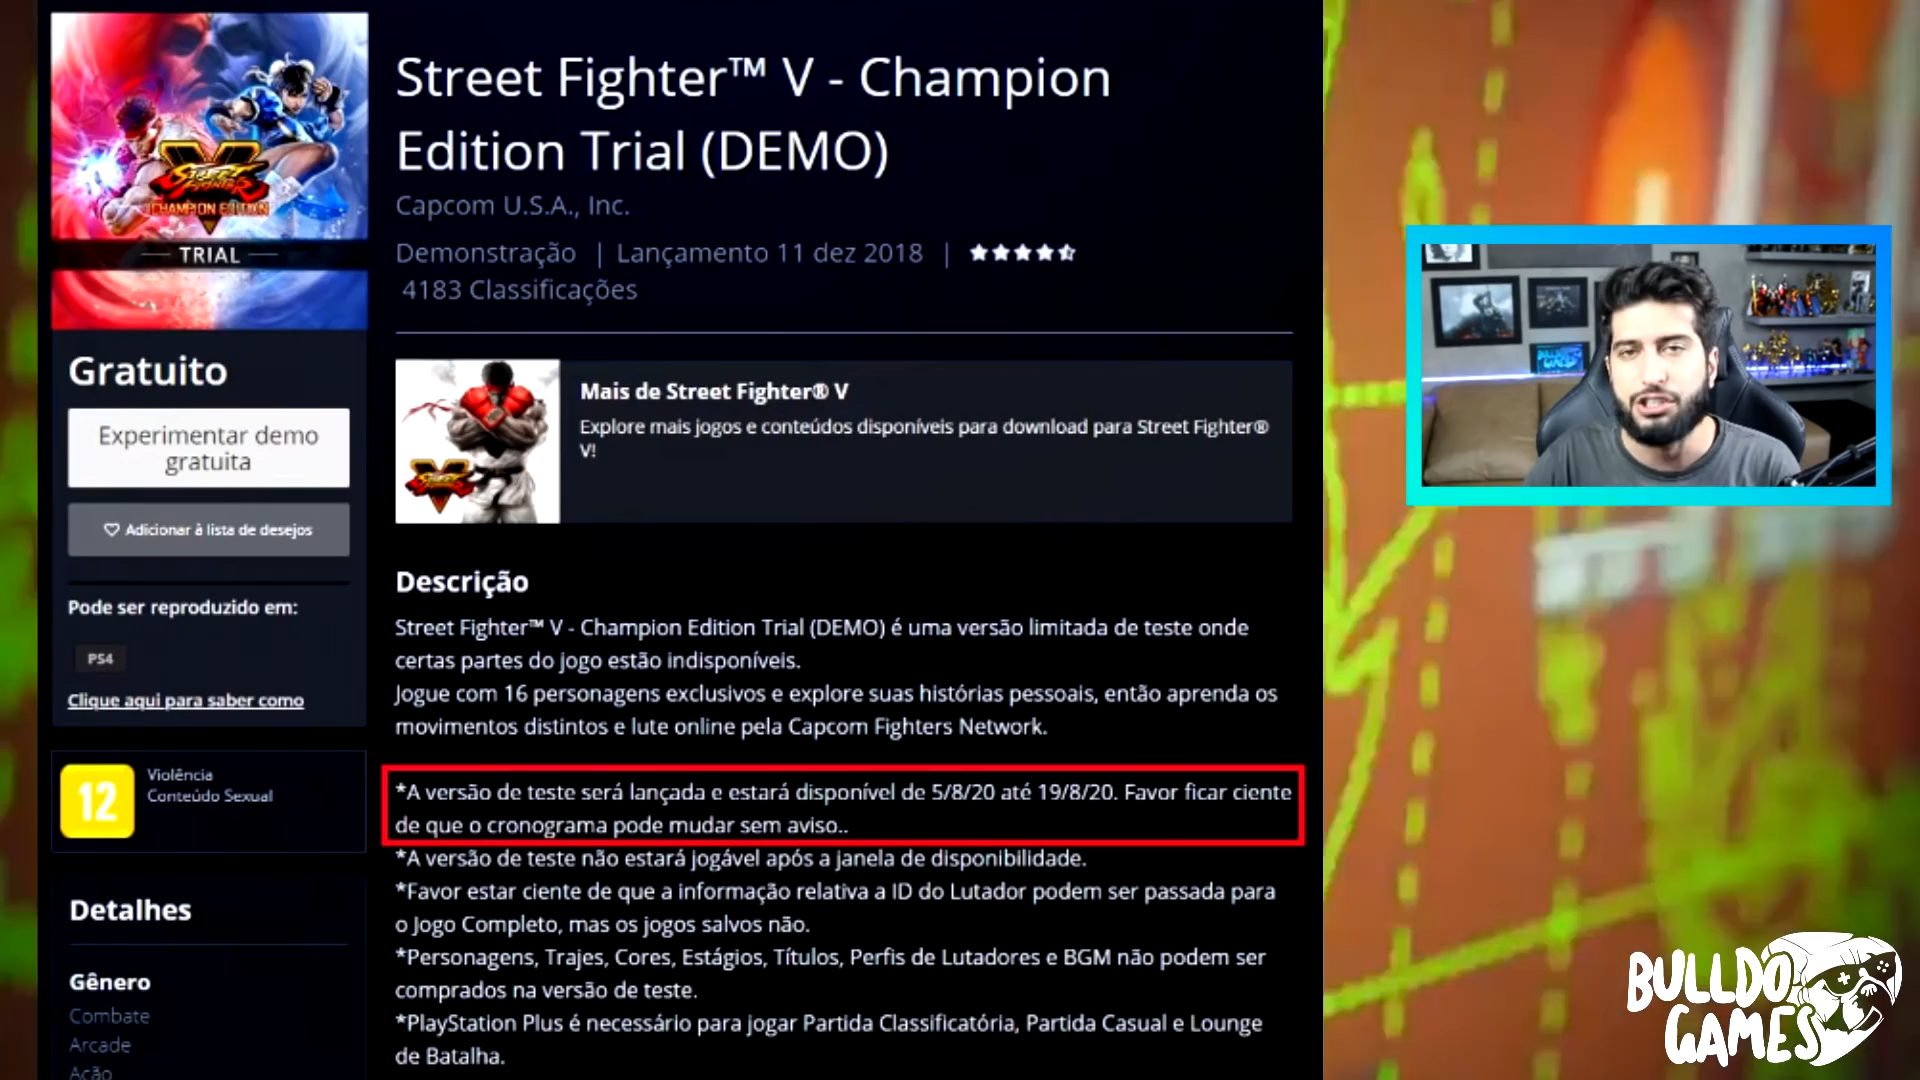 Street Fighter™ V - Champion
Edition Trial (DEMO)
Capcom U.S.A., Inc.
Demonstração | Lançamento 11 dez 2018 |
4183 Classificações
STREET FIGHTER
CHAMPION EDITION
TRIAL
Gratuito
Experimentar demo
gratuita
Adicionar à lista de desejos
Pode ser reproduzido em:
PS4
Clique aqui para saber como
12
Violência
Conteúdo Sexual
Detalhes
Gênero
Combate
Arcade
Ação
STREET FIGHTER
Mais de Street Fighter® V
Explore mais jogos e conteúdos disponíveis para download para Street Fighter®
V!
Descrição
Street Fighter™ V - Champion Edition Trial (DEMO) é uma versão limitada de teste onde
certas partes do jogo estão indisponíveis.
Jogue com 16 personagens exclusivos e explore suas histórias pessoais, então aprenda os
movimentos distintos e lute online pela Capcom Fighters Network.
*A versão de teste será lançada e estará disponível de 5/8/20 até 19/8/20. Favor ficar ciente
de que o cronograma pode mudar sem aviso..
*A versão de teste não estará jogável após a janela de disponibilidade.
*Favor estar ciente de que a informação relativa a ID do Lutador podem ser passada para
o Jogo Completo, mas os jogos salvos não.
*Personagens, Trajes, Cores, Estágios, Títulos, Perfis de Lutadores e BGM não podem ser
comprados na versão de teste.
*PlayStation Plus é necessário para jogar Partida Classificatória, Partida Casual e Lounge
de Batalha.
BULLDOG
GAMES
BULLDO
GAMES